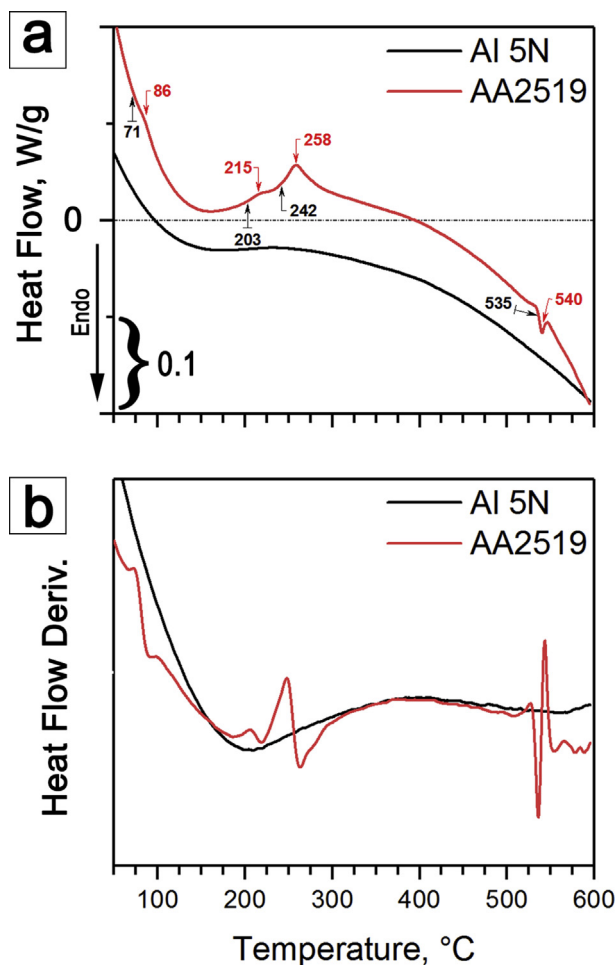 a
Al 5N
AA2519
Heat Flow, W/g
86
71
215
258
0
203
242
Endo
535
540
0.1
b
Al 5N
AA2519
Heat Flow Deriv.
100
200
300
400
500
600
Temperature, °C